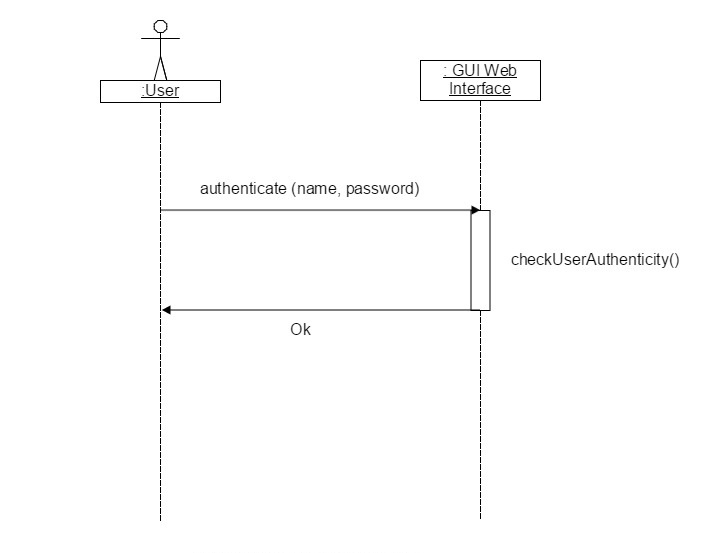 :User
: GUI Web
Interface
authenticate (name, password)
checkUserAuthenticity()
Ok